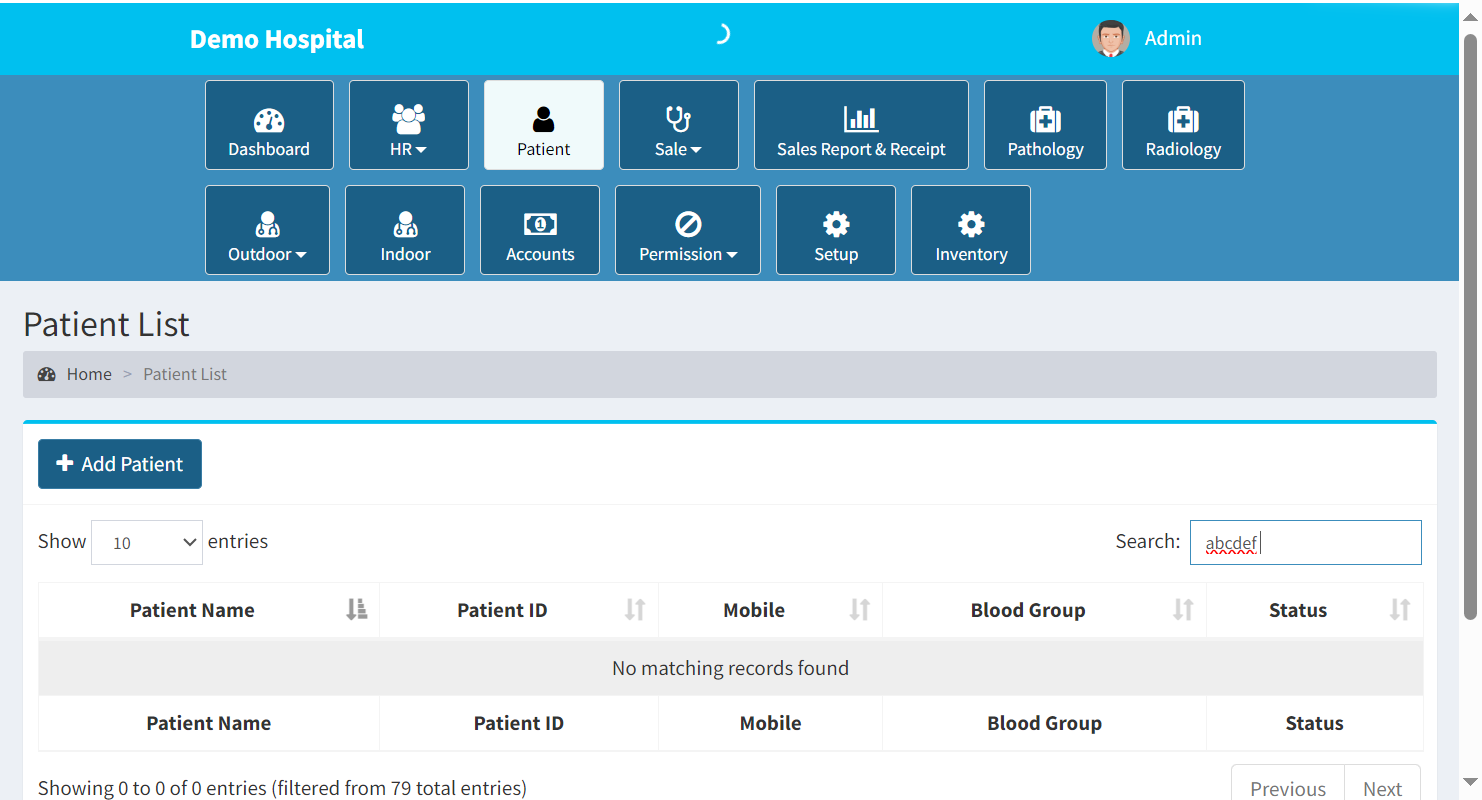 Demo Hospital
Admin
Dashboard
HR
Patient
Sale
Sales Report & Receipt
Pathology
Radiology
Outdoor
Indoor
Accounts
Permission
Setup
Inventory
Patient List
Home > Patient List
Add Patient
Show 10 entries
Search: abcdef
Patient Name Patient ID Mobile Blood Group Status
No matching records found
Patient Name Patient ID Mobile Blood Group Status
Showing 0 to 0 of 0 entries (filtered from 79 total entries)
Previous Next